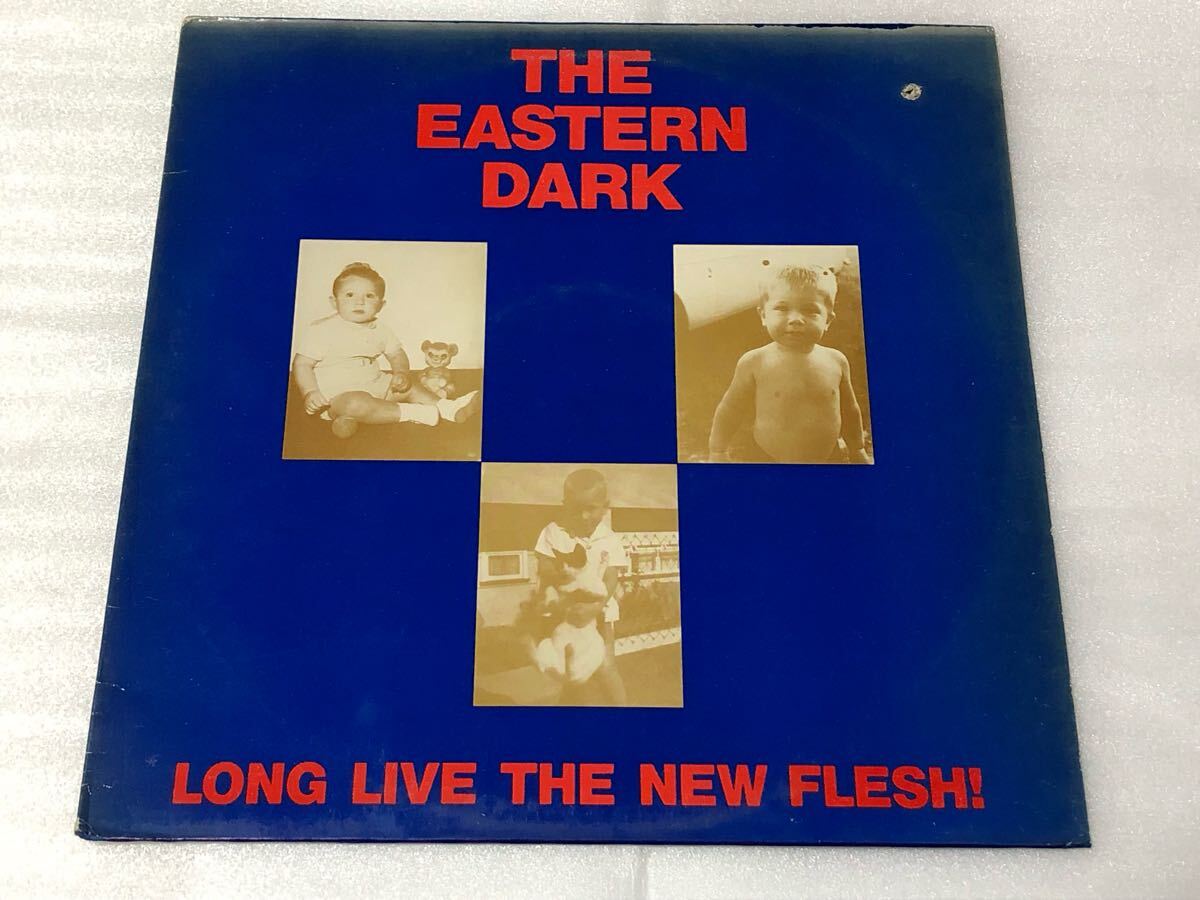 THE
EASTERN
DARK
LONG LIVE THE NEW FLESH!